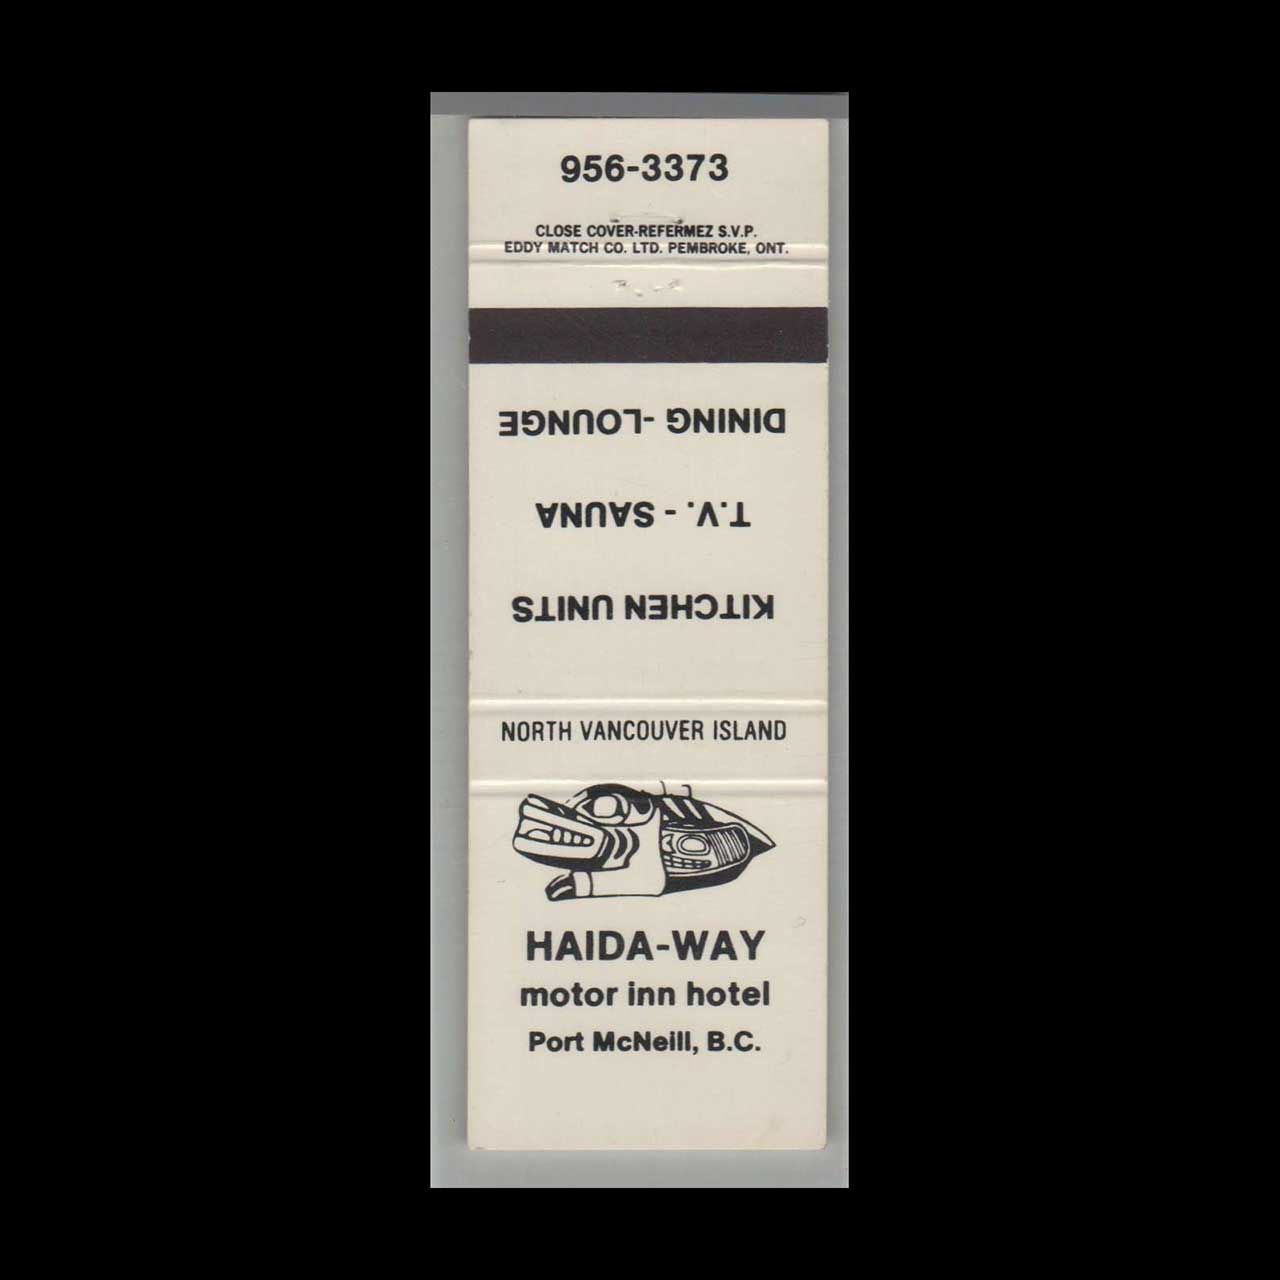 956-3373
CLOSE COVER-REFERMEZ S.V.P.
EDDY MATCH CO. LTD. PEMBROKE, ONT.
DINING -LOUNGE
T.V. - SAUNA
KITCHEN UNITS
NORTH VANCOUVER ISLAND
HAIDA-WAY
motor inn hotel
Port McNeill, B.C.